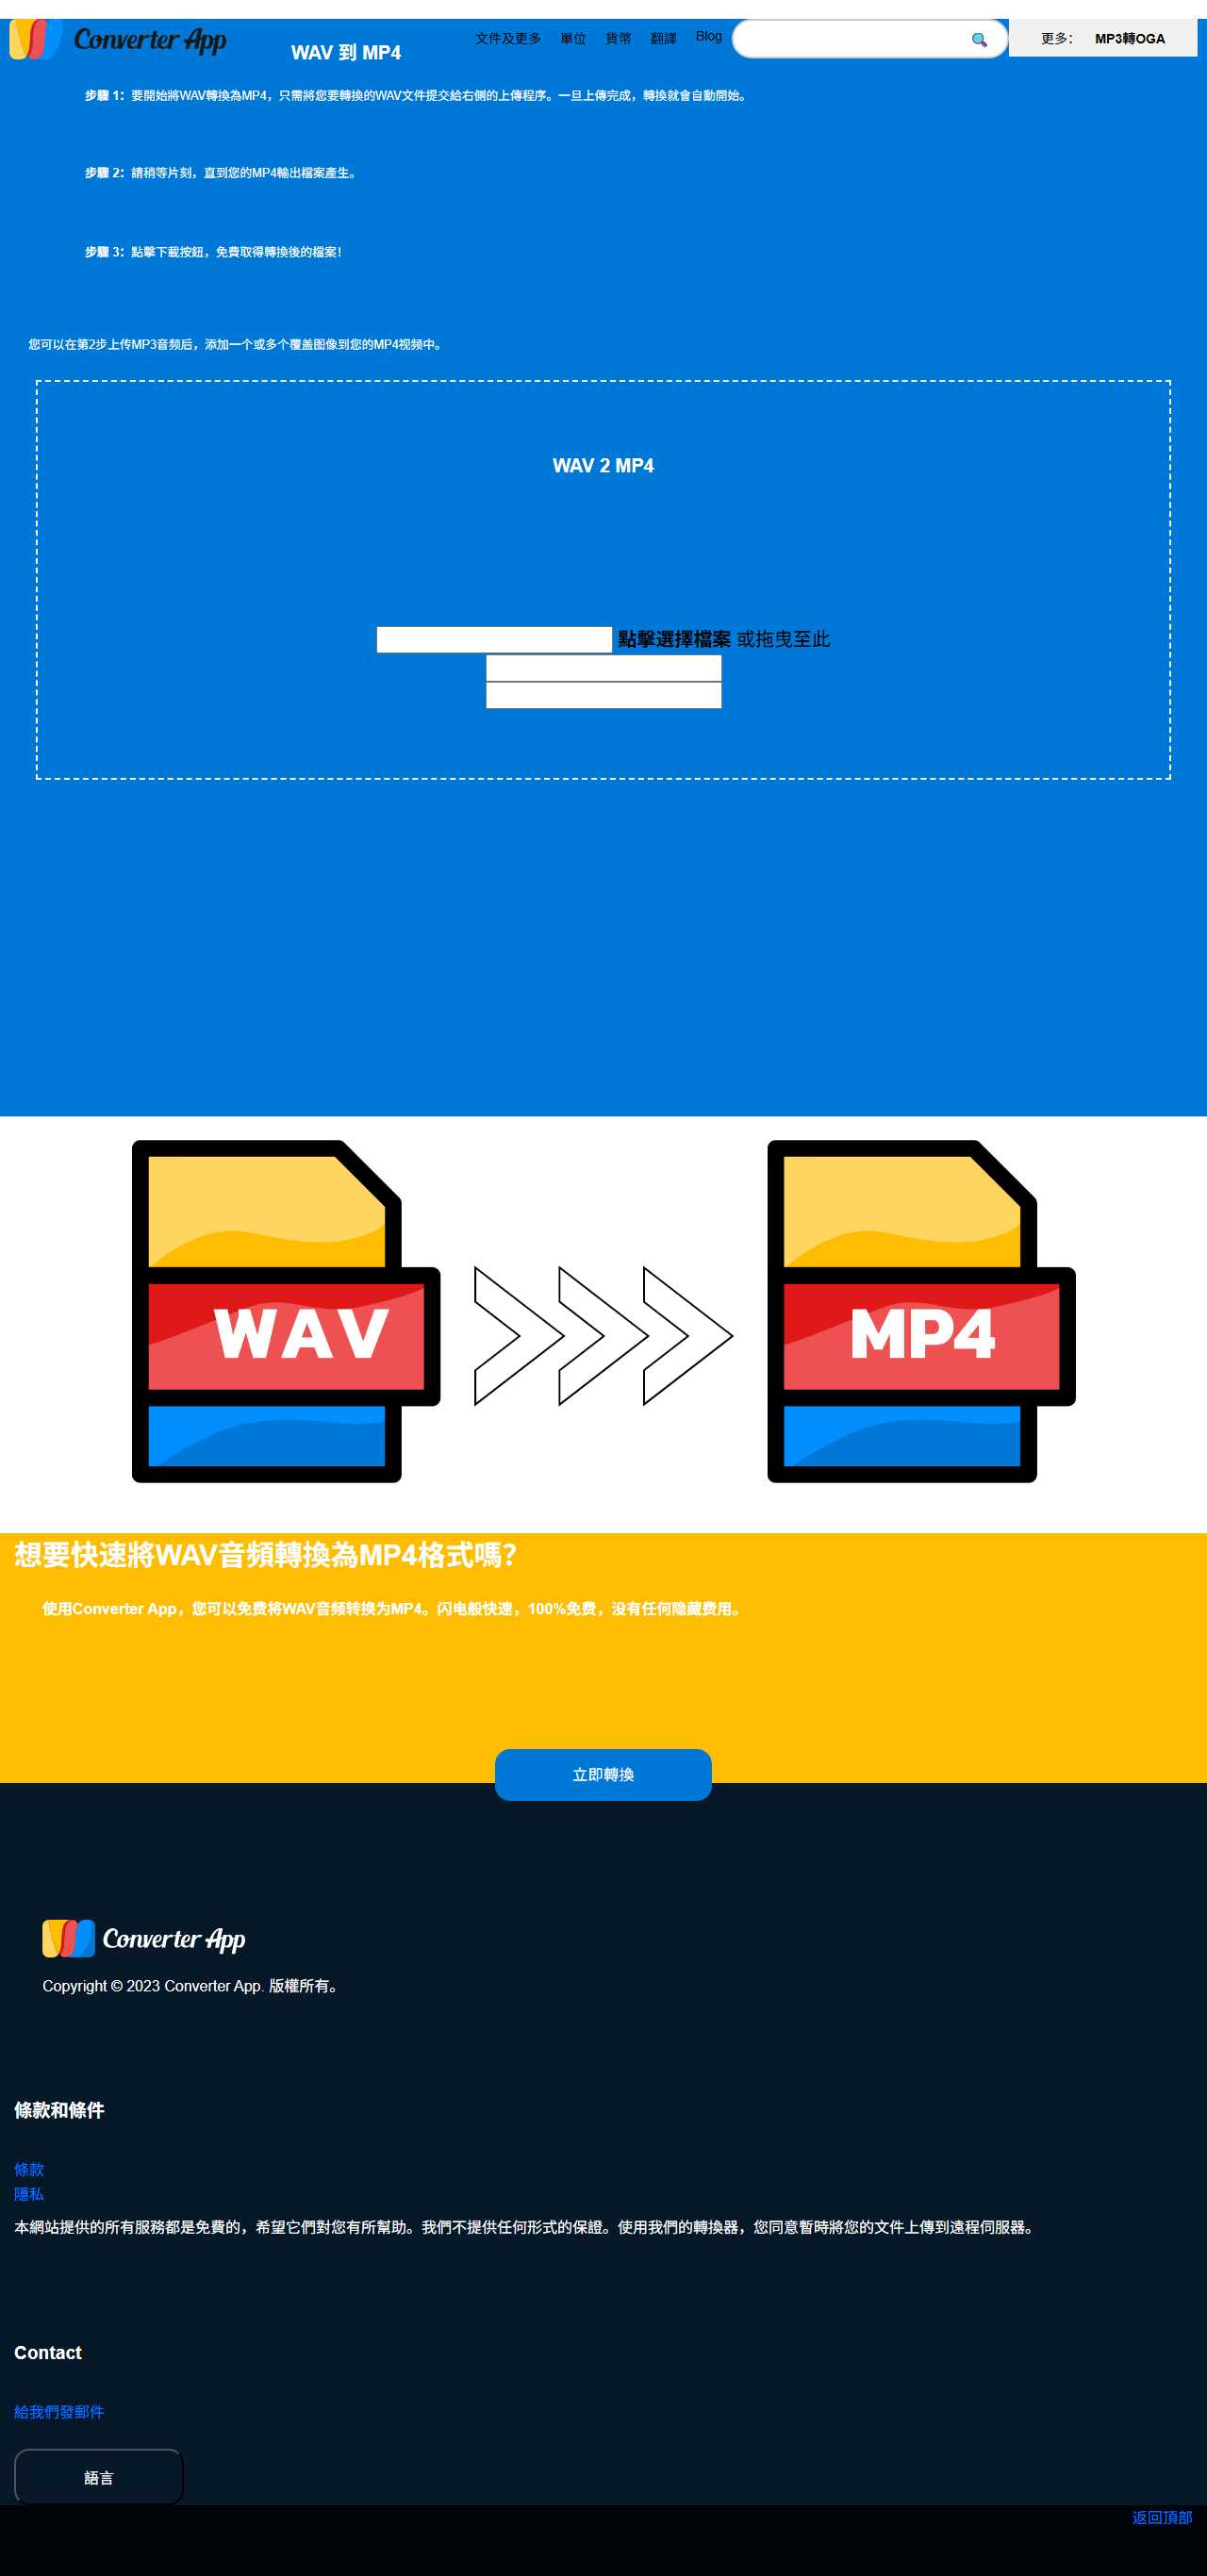 Converter App
WAV 到 MP4
文件及更多 單位 貨幣 翻譯 Blog
更多： MP3轉OGA
步驟 1：要開始將WAV轉換為MP4，只需將您要轉換的WAV文件提交給右側的上傳程序。一旦上傳完成，轉換就會自動開始。
步驟 2：請稍等片刻，直到您的MP4輸出檔案產生。
步驟 3：點擊下載按鈕，免費取得轉換後的檔案！
您可以在第2步上传MP3音频后，添加一个或多个覆盖图像到您的MP4视频中。
WAV 2 MP4
點擊選擇檔案 或拖曳至此
WAV
MP4
想要快速將WAV音頻轉換為MP4格式嗎？
使用Converter App，您可以免费将WAV音频转换为MP4。闪电般快速，100%免费，没有任何隐藏费用。
立即轉換
Converter App
Copyright © 2023 Converter App. 版權所有。
條款和條件
條款
隱私
本網站提供的所有服務都是免費的，希望它們對您有所幫助。我們不提供任何形式的保證。使用我們的轉換器，您同意暫時將您的文件上傳到遠程伺服器。
Contact
給我們發郵件
語言
返回頂部